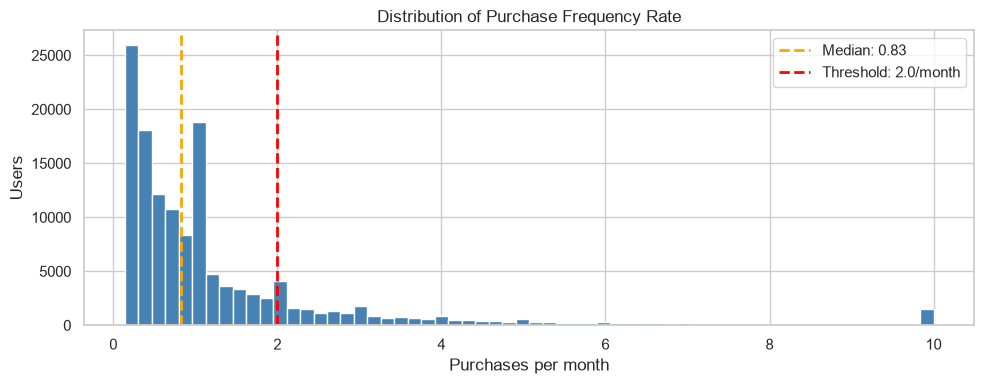 Distribution of Purchase Frequency Rate
Median: 0.83
Threshold: 2.0/month
Users
25000
20000
15000
10000
5000
0
0 2 4 6 8 10
Purchases per month